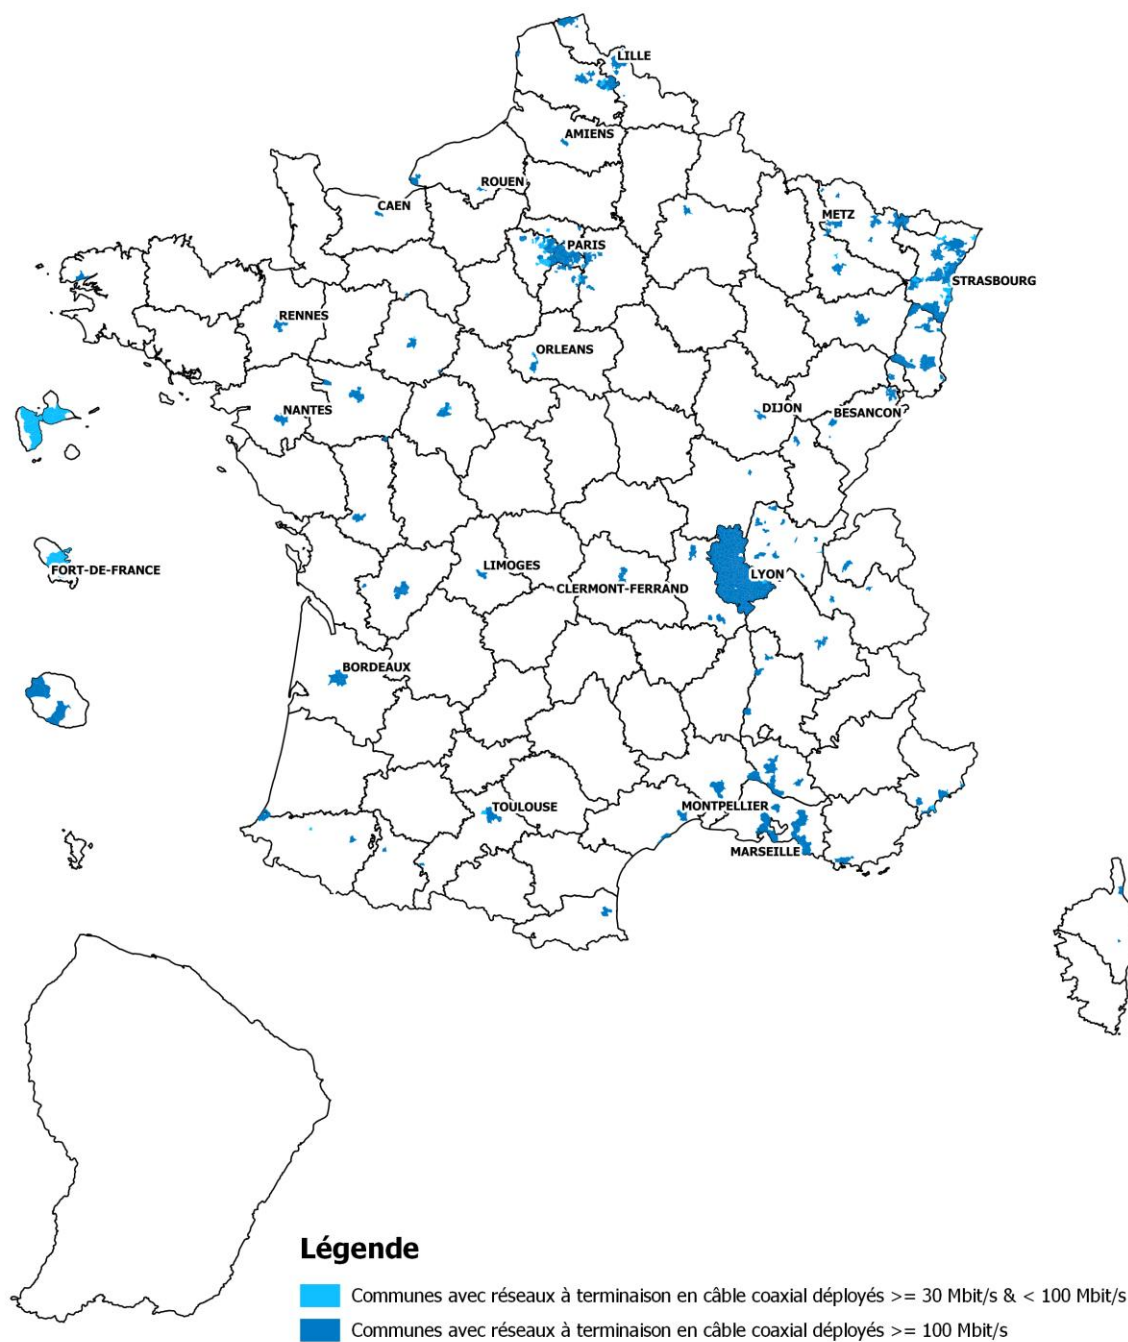 LILLE
AMIENS
ROUEN
CAEN
METZ
PARIS
STRASBOURG
RENNES
ORLEANS
NANTES
DIJON
BESANCON
LIMOGES
FORT-DE-FRANCE
CLERMONT-FERRAND
LYON
BORDEAUX
TOULOUSE
MONTPELLIER
MARSEILLE
Légende
Communes avec réseaux à terminaison en câble coaxial déployés >= 30 Mbit/s & < 100 Mbit/s
Communes avec réseaux à terminaison en câble coaxial déployés >= 100 Mbit/s